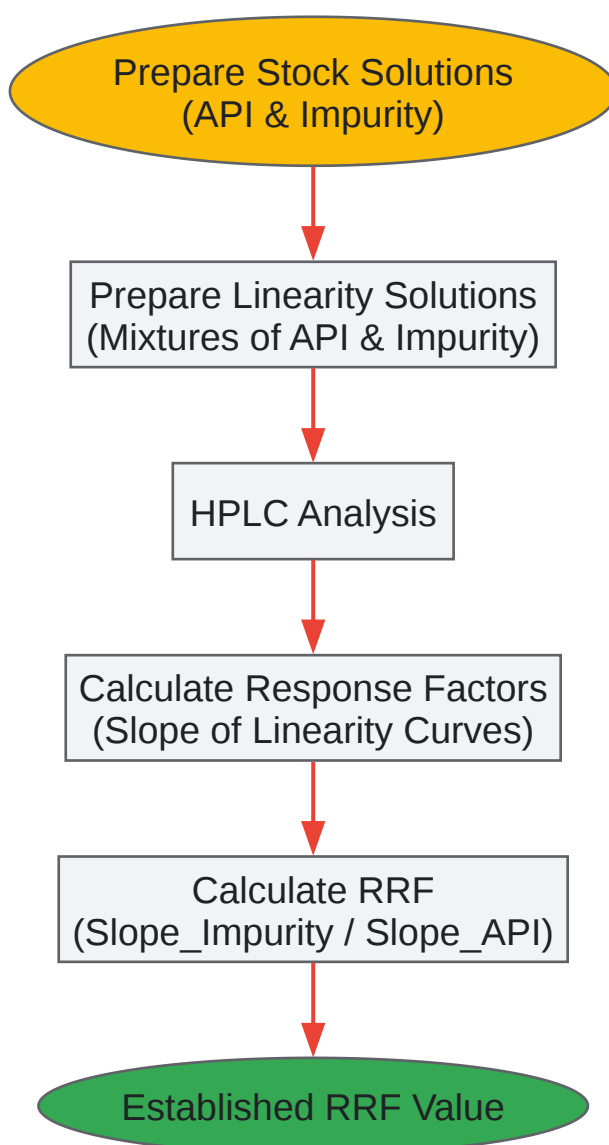 Prepare Stock Solutions
(API & Impurity)
Prepare Linearity Solutions
(Mixtures of API & Impurity)
HPLC Analysis
Calculate Response Factors
(Slope of Linearity Curves)
Calculate RRF
(Slope_Impurity / Slope_API)
Established RRF Value